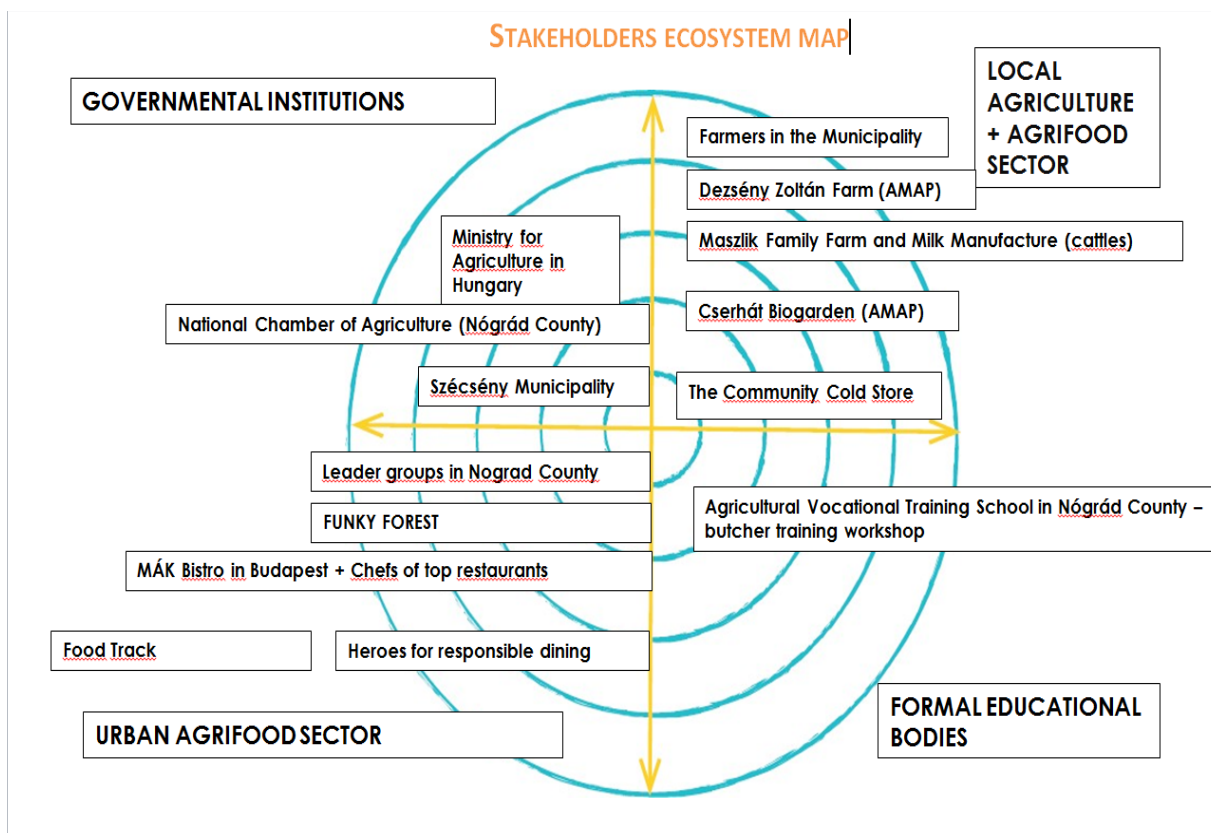 STAKEHOLDERS ECOSYSTEM MAP
GOVERNMENTAL INSTITUTIONS
LOCAL
AGRICULTURE
+ AGRIFOOD
SECTOR
Farmers in the Municipality
Dezsény Zoltán Farm (AMAP)
Maszlik Family Farm and Milk Manufacture (cattles)
Ministry for
Agriculture in
Hungary
Cserhát Biogarden (AMAP)
National Chamber of Agriculture (Nógrád County)
Szécsény Municipality
The Community Cold Store
Leader groups in Nograd County
FUNKY FOREST
MÁK Bistro in Budapest + Chefs of top restaurants
Agricultural Vocational Training School in Nógrád County –
butcher training workshop
Food Track
Heroes for responsible dining
URBAN AGRIFOOD SECTOR
FORMAL EDUCATIONAL
BODIES